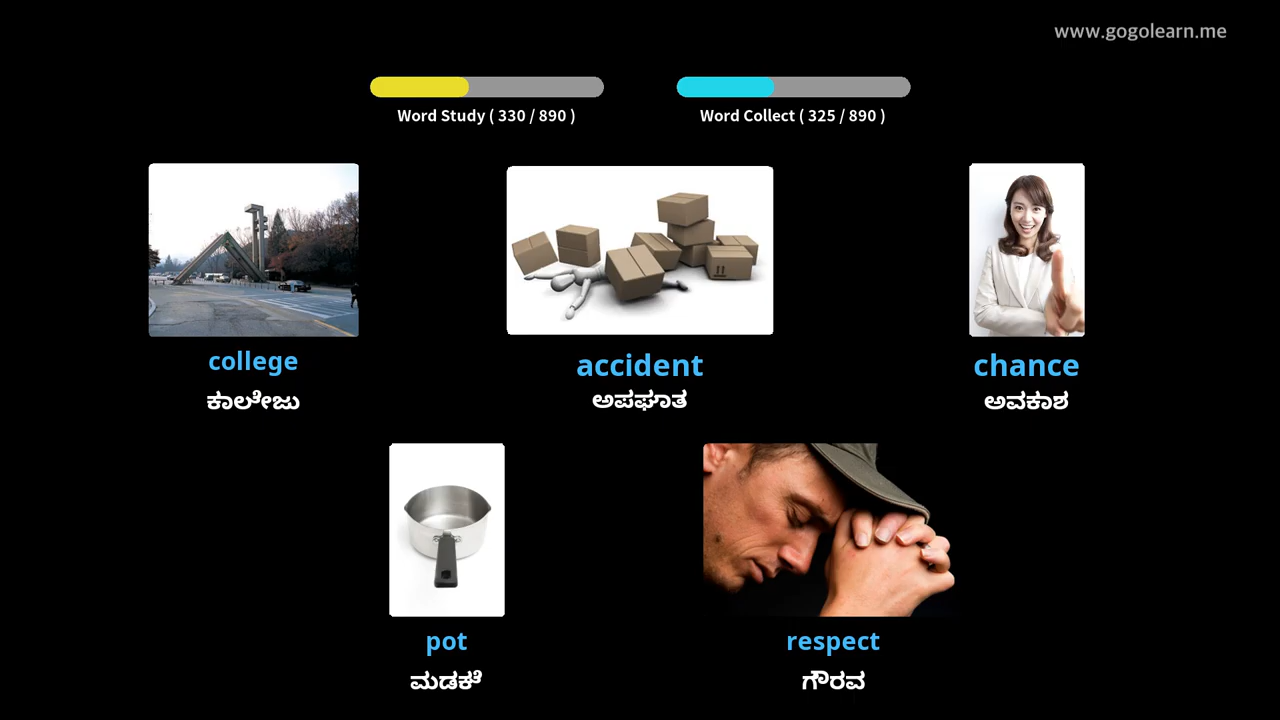 www.gogolearn.me
Word Study ( 330 / 890 )
Word Collect ( 325 / 890 )
college
accident
chance
ಕಾಲೇಜು
ಅಪಘಾತ
ಅವಕಾಶ
pot
respect
ಮಡಕೆ
ಗೌರವ